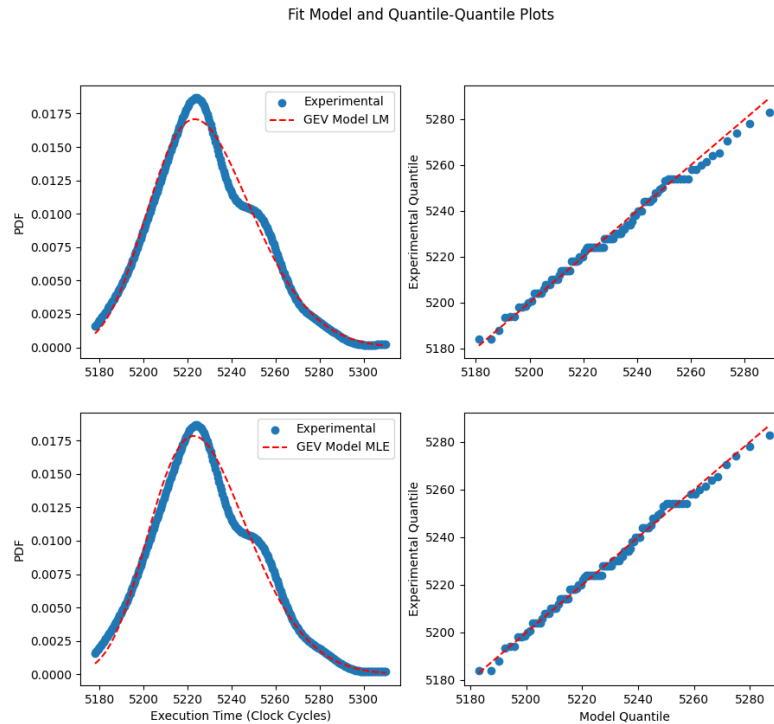 Fit Model and Quantile-Quantile Plots
Experimental
GEV Model LM
PDF
0.0175
0.0150
0.0125
0.0100
0.0075
0.0050
0.0025
0.0000
5180 5200 5220 5240 5260 5280 5300
Experimental Quantile
5280
5260
5240
5220
5200
5180
5180 5200 5220 5240 5260 5280
Experimental
GEV Model MLE
PDF
0.0175
0.0150
0.0125
0.0100
0.0075
0.0050
0.0025
0.0000
5180 5200 5220 5240 5260 5280 5300
Execution Time (Clock Cycles)
Experimental Quantile
5280
5260
5240
5220
5200
5180
5180 5200 5220 5240 5260 5280
Model Quantile